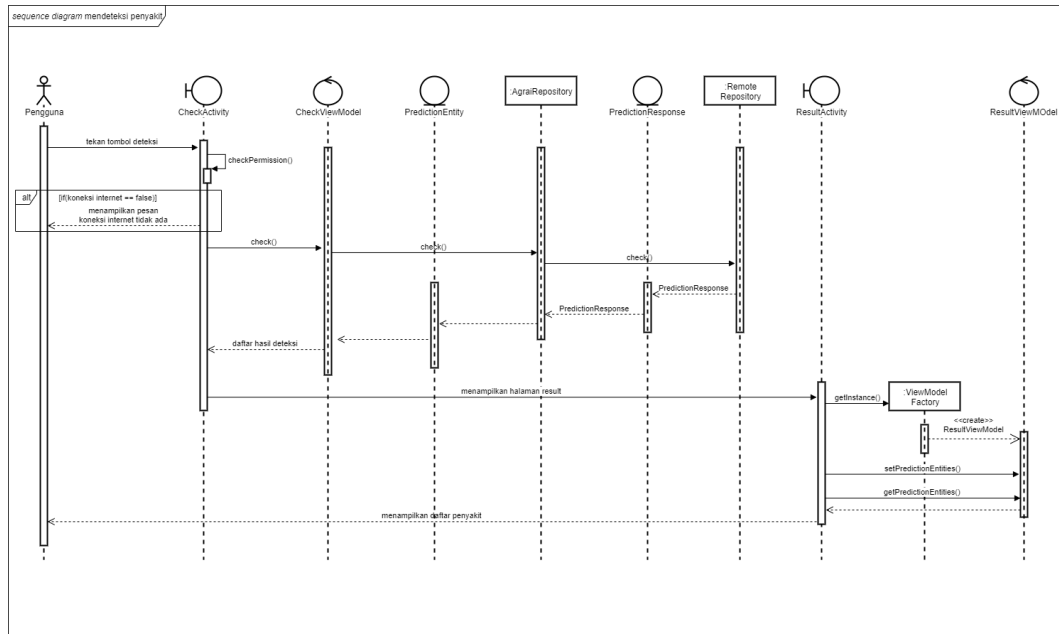 sequence diagram mendeteksi penyakit
:AgraiRepository
:Remote
Repository
Pengguna
CheckActivity
CheckViewModel
PredictionEntity
PredictionResponse
ResultActivity
ResultViewMOdel
tekan tombol deteksi
checkPermission()
alt
[if(koneksi internet == false)]
menampilkan pesan
koneksi internet tidak ada
check()
check()
check()
PredictionResponse
PredictionResponse
daftar hasil deteksi
menampilkan halaman result
getInstance()
:ViewModel
Factory
<<create>>
ResultViewModel
setPredictionEntities()
getPredictionEntities()
menampilkan daftar penyakit